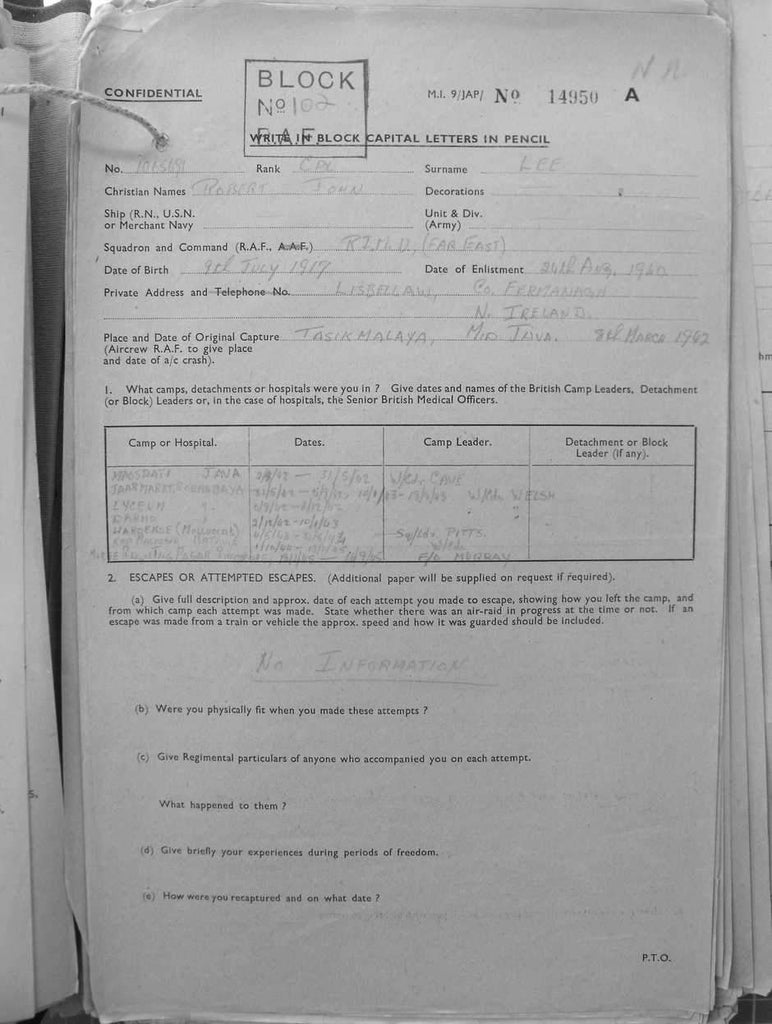 BLOCK
No 102
R.A.F.
CONFIDENTIAL
M.I. 9/JAP/ No 14950 A
WRITE IN BLOCK CAPITAL LETTERS IN PENCIL
No. Rank CPL Surname LEE
Christian Names ROBERT JOHN Decorations
Ship (R.N., U.S.N. or Merchant Navy
Unit & Div. (Army)
Squadron and Command (R.A.F., A.A.F.) (FAR EAST)
Date of Birth 9th July 1917 Date of Enlistment 26th Aug. 1940
Private Address and Telephone No. LISBELLAW, Co. FERMANAGH
N. IRELAND.
Place and Date of Original Capture TASIKMALAYA, MID JAVA. 8th March 1942
(Aircrew R.A.F. to give place
and date of a/c crash).
1. What camps, detachments or hospitals were you in ? Give dates and names of the British Camp Leaders, Detachment
(or Block) Leaders or, in the case of hospitals, the Senior British Medical Officers.
Camp or Hospital. Dates. Camp Leader. Detachment or Block
Leader (if any).
JAVA — 31/5/42 W/Cdr. CAVE
W/Cdr WELSH
LYCEUM " "
DARMO
HAROEKOE Sq/Ldr. PITTS.
MURRAY
2. ESCAPES OR ATTEMPTED ESCAPES. (Additional paper will be supplied on request if required).
(a) Give full description and approx. date of each attempt you made to escape, showing how you left the camp, and
from which camp each attempt was made. State whether there was an air-raid in progress at the time or not. If an
escape was made from a train or vehicle the approx. speed and how it was guarded should be included.
No INFORMATION
(b) Were you physically fit when you made these attempts ?
(c) Give Regimental particulars of anyone who accompanied you on each attempt.
What happened to them ?
(d) Give briefly your experiences during periods of freedom.
(e) How were you recaptured and on what date ?
P.T.O.